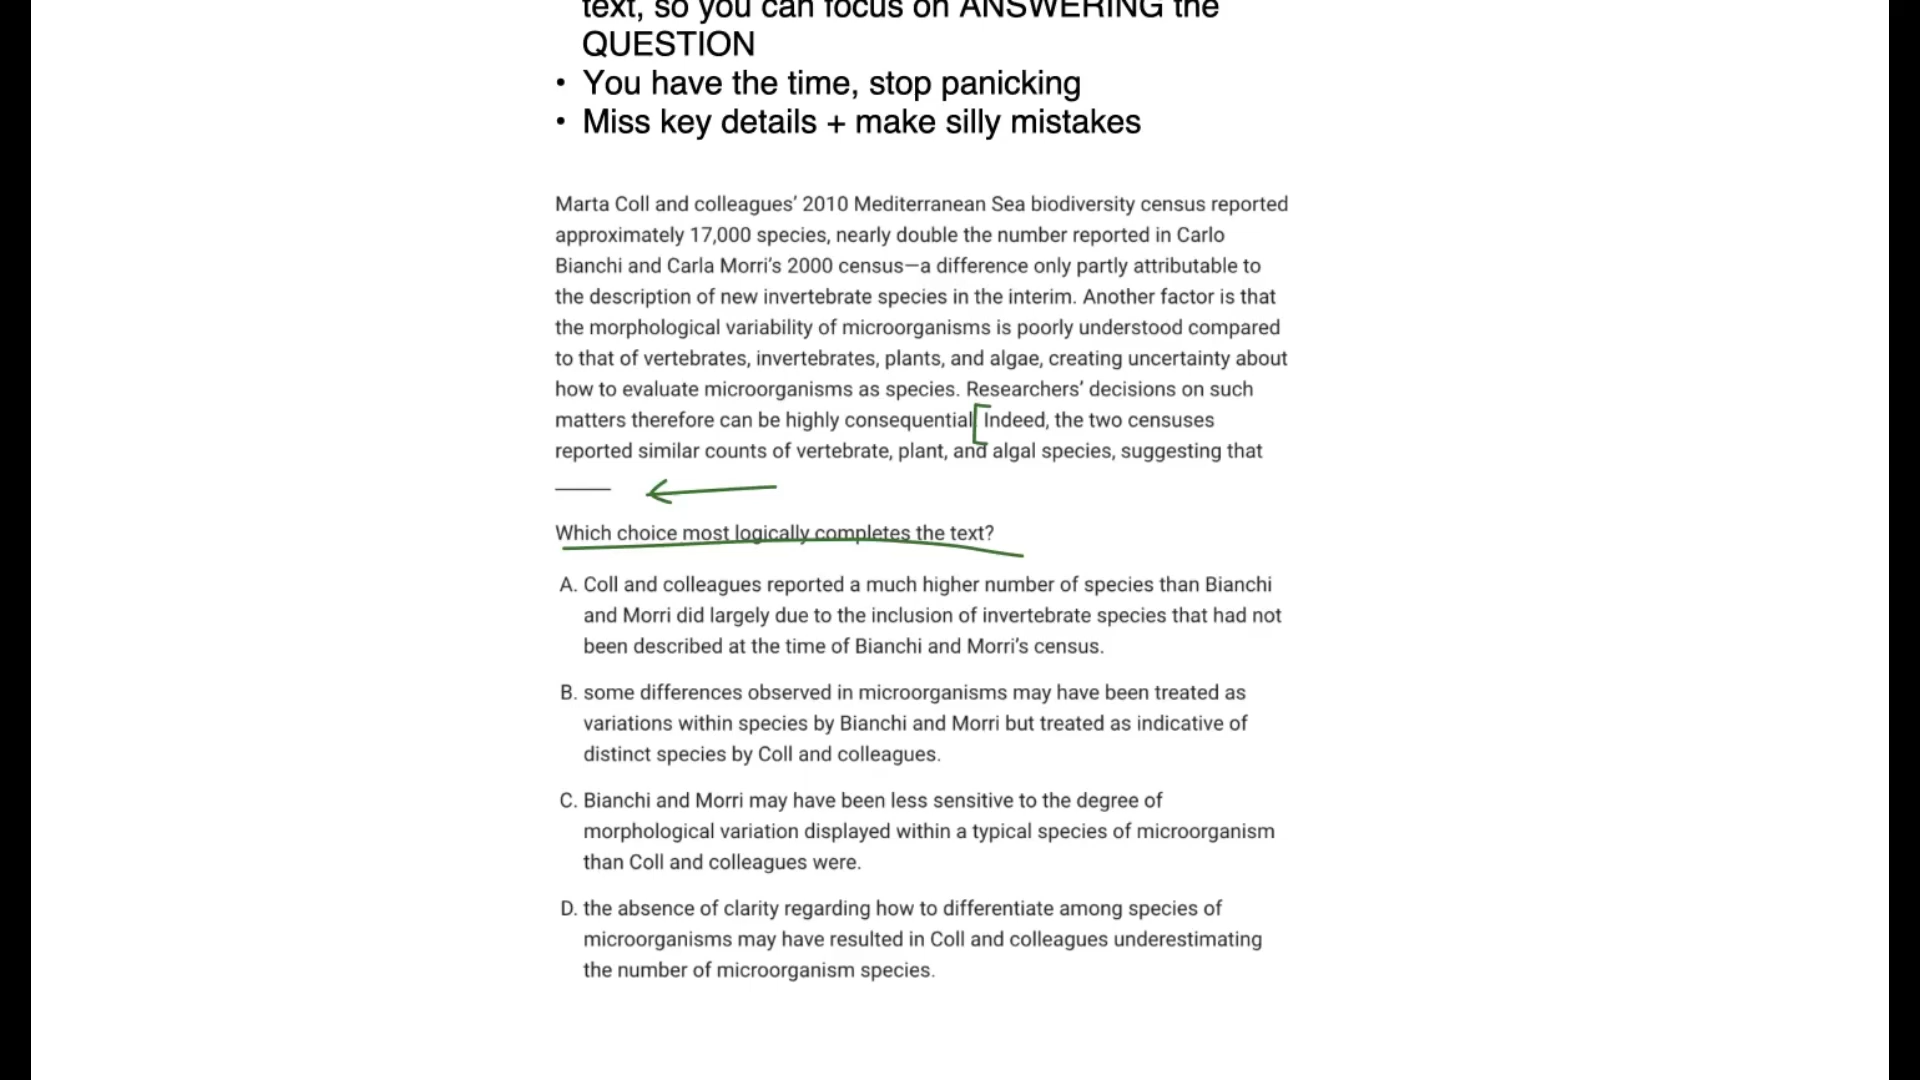 text, so you can focus on ANSWERING the
QUESTION
• You have the time, stop panicking
• Miss key details + make silly mistakes
Marta Coll and colleagues’ 2010 Mediterranean Sea biodiversity census reported
approximately 17,000 species, nearly double the number reported in Carlo
Bianchi and Carla Morri’s 2000 census—a difference only partly attributable to
the description of new invertebrate species in the interim. Another factor is that
the morphological variability of microorganisms is poorly understood compared
to that of vertebrates, invertebrates, plants, and algae, creating uncertainty about
how to evaluate microorganisms as species. Researchers’ decisions on such
matters therefore can be highly consequential. Indeed, the two censuses
reported similar counts of vertebrate, plant, and algal species, suggesting that
______
Which choice most logically completes the text?
A. Coll and colleagues reported a much higher number of species than Bianchi
and Morri did largely due to the inclusion of invertebrate species that had not
been described at the time of Bianchi and Morri’s census.
B. some differences observed in microorganisms may have been treated as
variations within species by Bianchi and Morri but treated as indicative of
distinct species by Coll and colleagues.
C. Bianchi and Morri may have been less sensitive to the degree of
morphological variation displayed within a typical species of microorganism
than Coll and colleagues were.
D. the absence of clarity regarding how to differentiate among species of
microorganisms may have resulted in Coll and colleagues underestimating
the number of microorganism species.